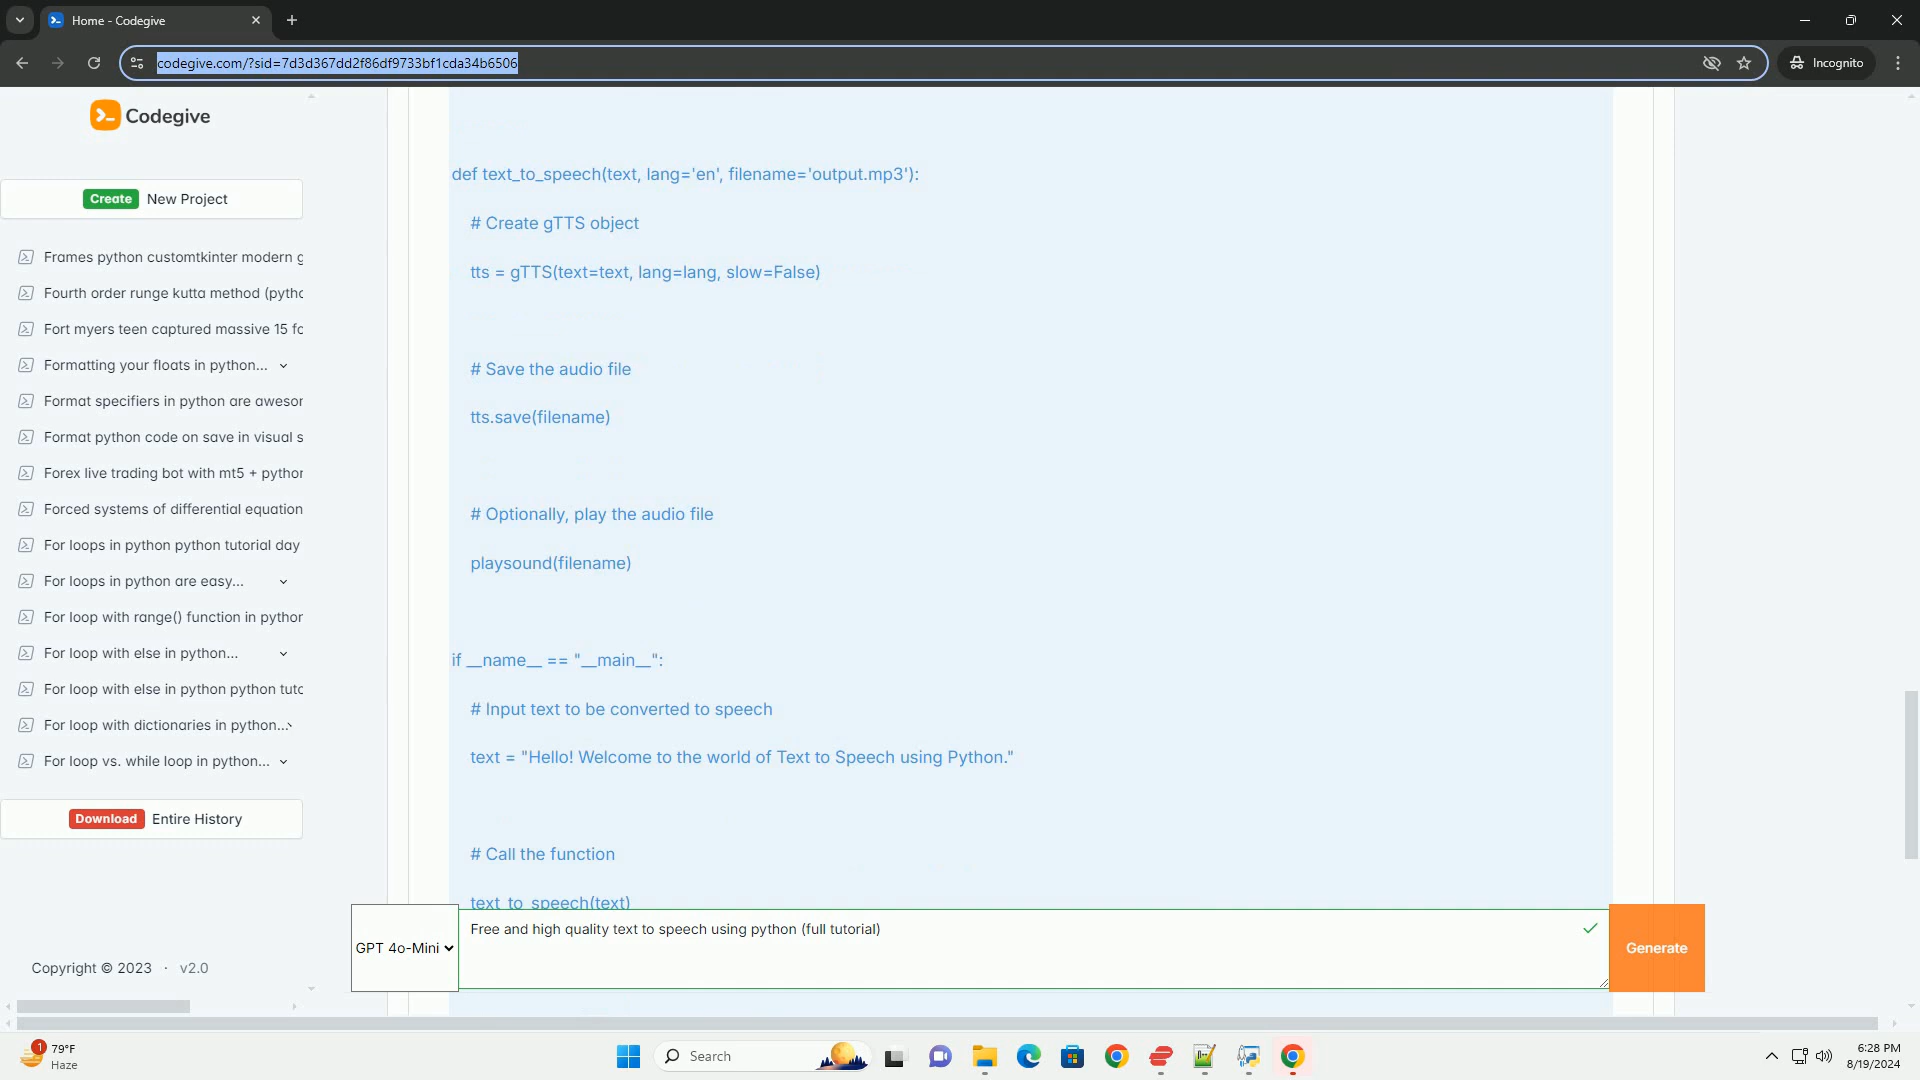 Home - Codegive
codegive.com/?sid=7d3d367dd2f86df9733bf1cda34b6506
Incognito
Codegive
Create New Project
Frames python customtkinter modern g
Fourth order runge kutta method (pytho
Fort myers teen captured massive 15 fo
Formatting your floats in python...
Format specifiers in python are awesor
Format python code on save in visual s
Forex live trading bot with mt5 + pythor
Forced systems of differential equation
For loops in python python tutorial day
For loops in python are easy...
For loop with range() function in pythor
For loop with else in python...
For loop with else in python python tuto
For loop with dictionaries in python...
For loop vs. while loop in python...
Download Entire History
Copyright © 2023 · v2.0
def text_to_speech(text, lang='en', filename='output.mp3'):
# Create gTTS object
tts = gTTS(text=text, lang=lang, slow=False)
# Save the audio file
tts.save(filename)
# Optionally, play the audio file
playsound(filename)
if __name__ == "__main__":
# Input text to be converted to speech
text = "Hello! Welcome to the world of Text to Speech using Python."
# Call the function
text_to_speech(text)
GPT 4o-Mini
Free and high quality text to speech using python (full tutorial)
Generate
1
79°F
Haze
Search
6:28 PM
8/19/2024